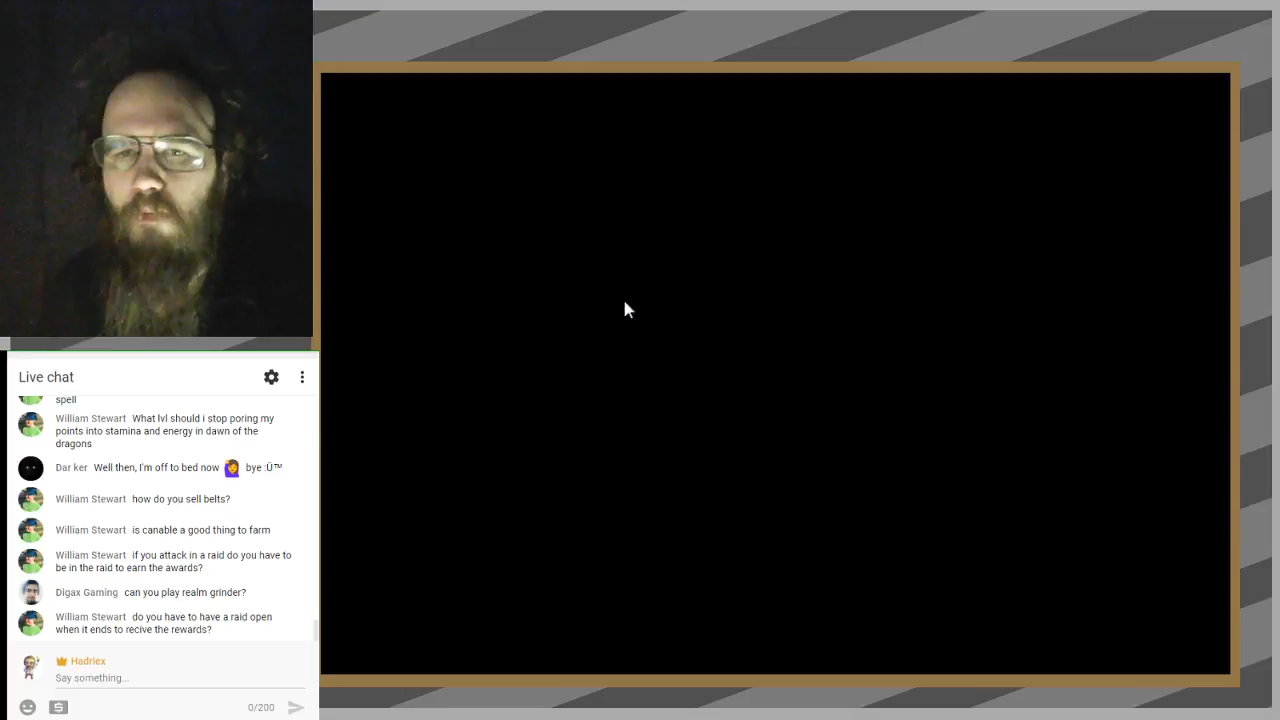 Live chat
spell
William Stewart What lvl should i stop poring my
points into stamina and energy in dawn of the
dragons
Dar ker Well then, I'm off to bed now 🙋‍♀️ bye :Ü™
William Stewart how do you sell belts?
William Stewart is canable a good thing to farm
William Stewart if you attack in a raid do you have to
be in the raid to earn the awards?
Digax Gaming can you play realm grinder?
William Stewart do you have to have a raid open
when it ends to recive the rewards?
Hadriex
Say something...
0/200